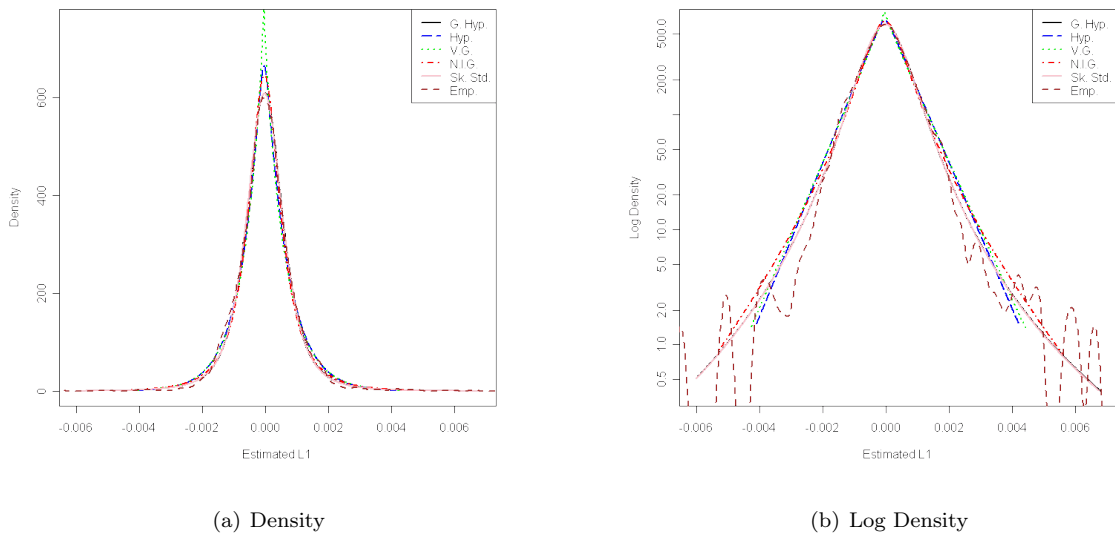 G. Hyp.
Hyp.
V.G.
N.I.G
Sk. Std.
Emp.
Density
0
200
400
600
-0.006
-0.004
-0.002
0.000
0.002
0.004
0.006
Estimated L1
(a) Density
G. Hyp.
Hyp.
V.G.
N.I.G
Sk. Std.
Emp.
Log Density
0.5
1.0
2.0
5.0
10.0
50.0
200.0
500.0
-0.006
-0.004
-0.002
0.000
0.002
0.004
0.006
Estimated L1
(b) Log Density